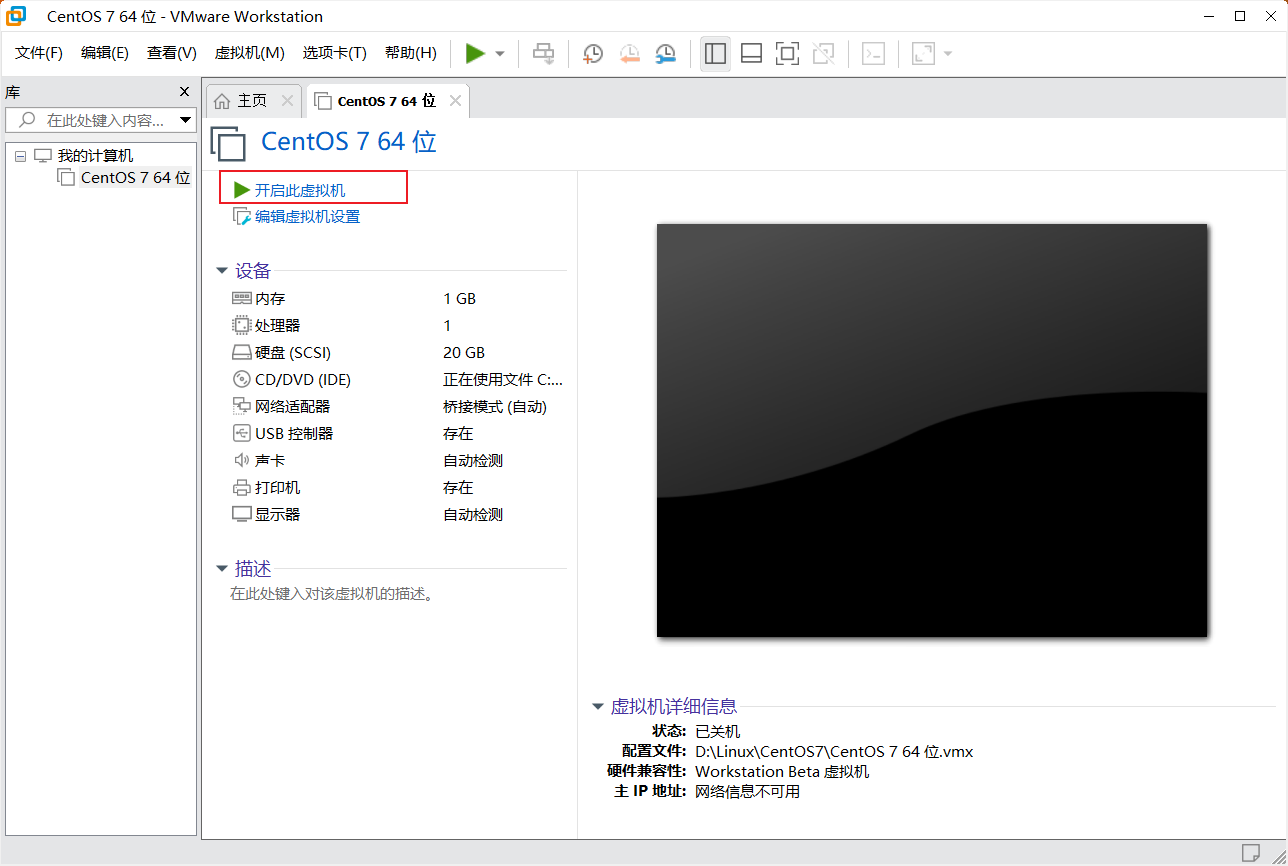 CentOS 7 64 位 - VMware Workstation
文件(F) 编辑(E) 查看(V) 虚拟机(M) 选项卡(T) 帮助(H)
库
在此处键入内容...
我的计算机
CentOS 7 64 位
主页
CentOS 7 64 位
CentOS 7 64 位
开启此虚拟机
编辑虚拟机设置
设备
内存 1 GB
处理器 1
硬盘 (SCSI) 20 GB
CD/DVD (IDE) 正在使用文件 C:...
网络适配器 桥接模式 (自动)
USB 控制器 存在
声卡 自动检测
打印机 存在
显示器 自动检测
描述
在此处键入对该虚拟机的描述。
虚拟机详细信息
状态: 已关机
配置文件: D:\Linux\CentOS7\CentOS 7 64 位.vmx
硬件兼容性: Workstation Beta 虚拟机
主 IP 地址: 网络信息不可用